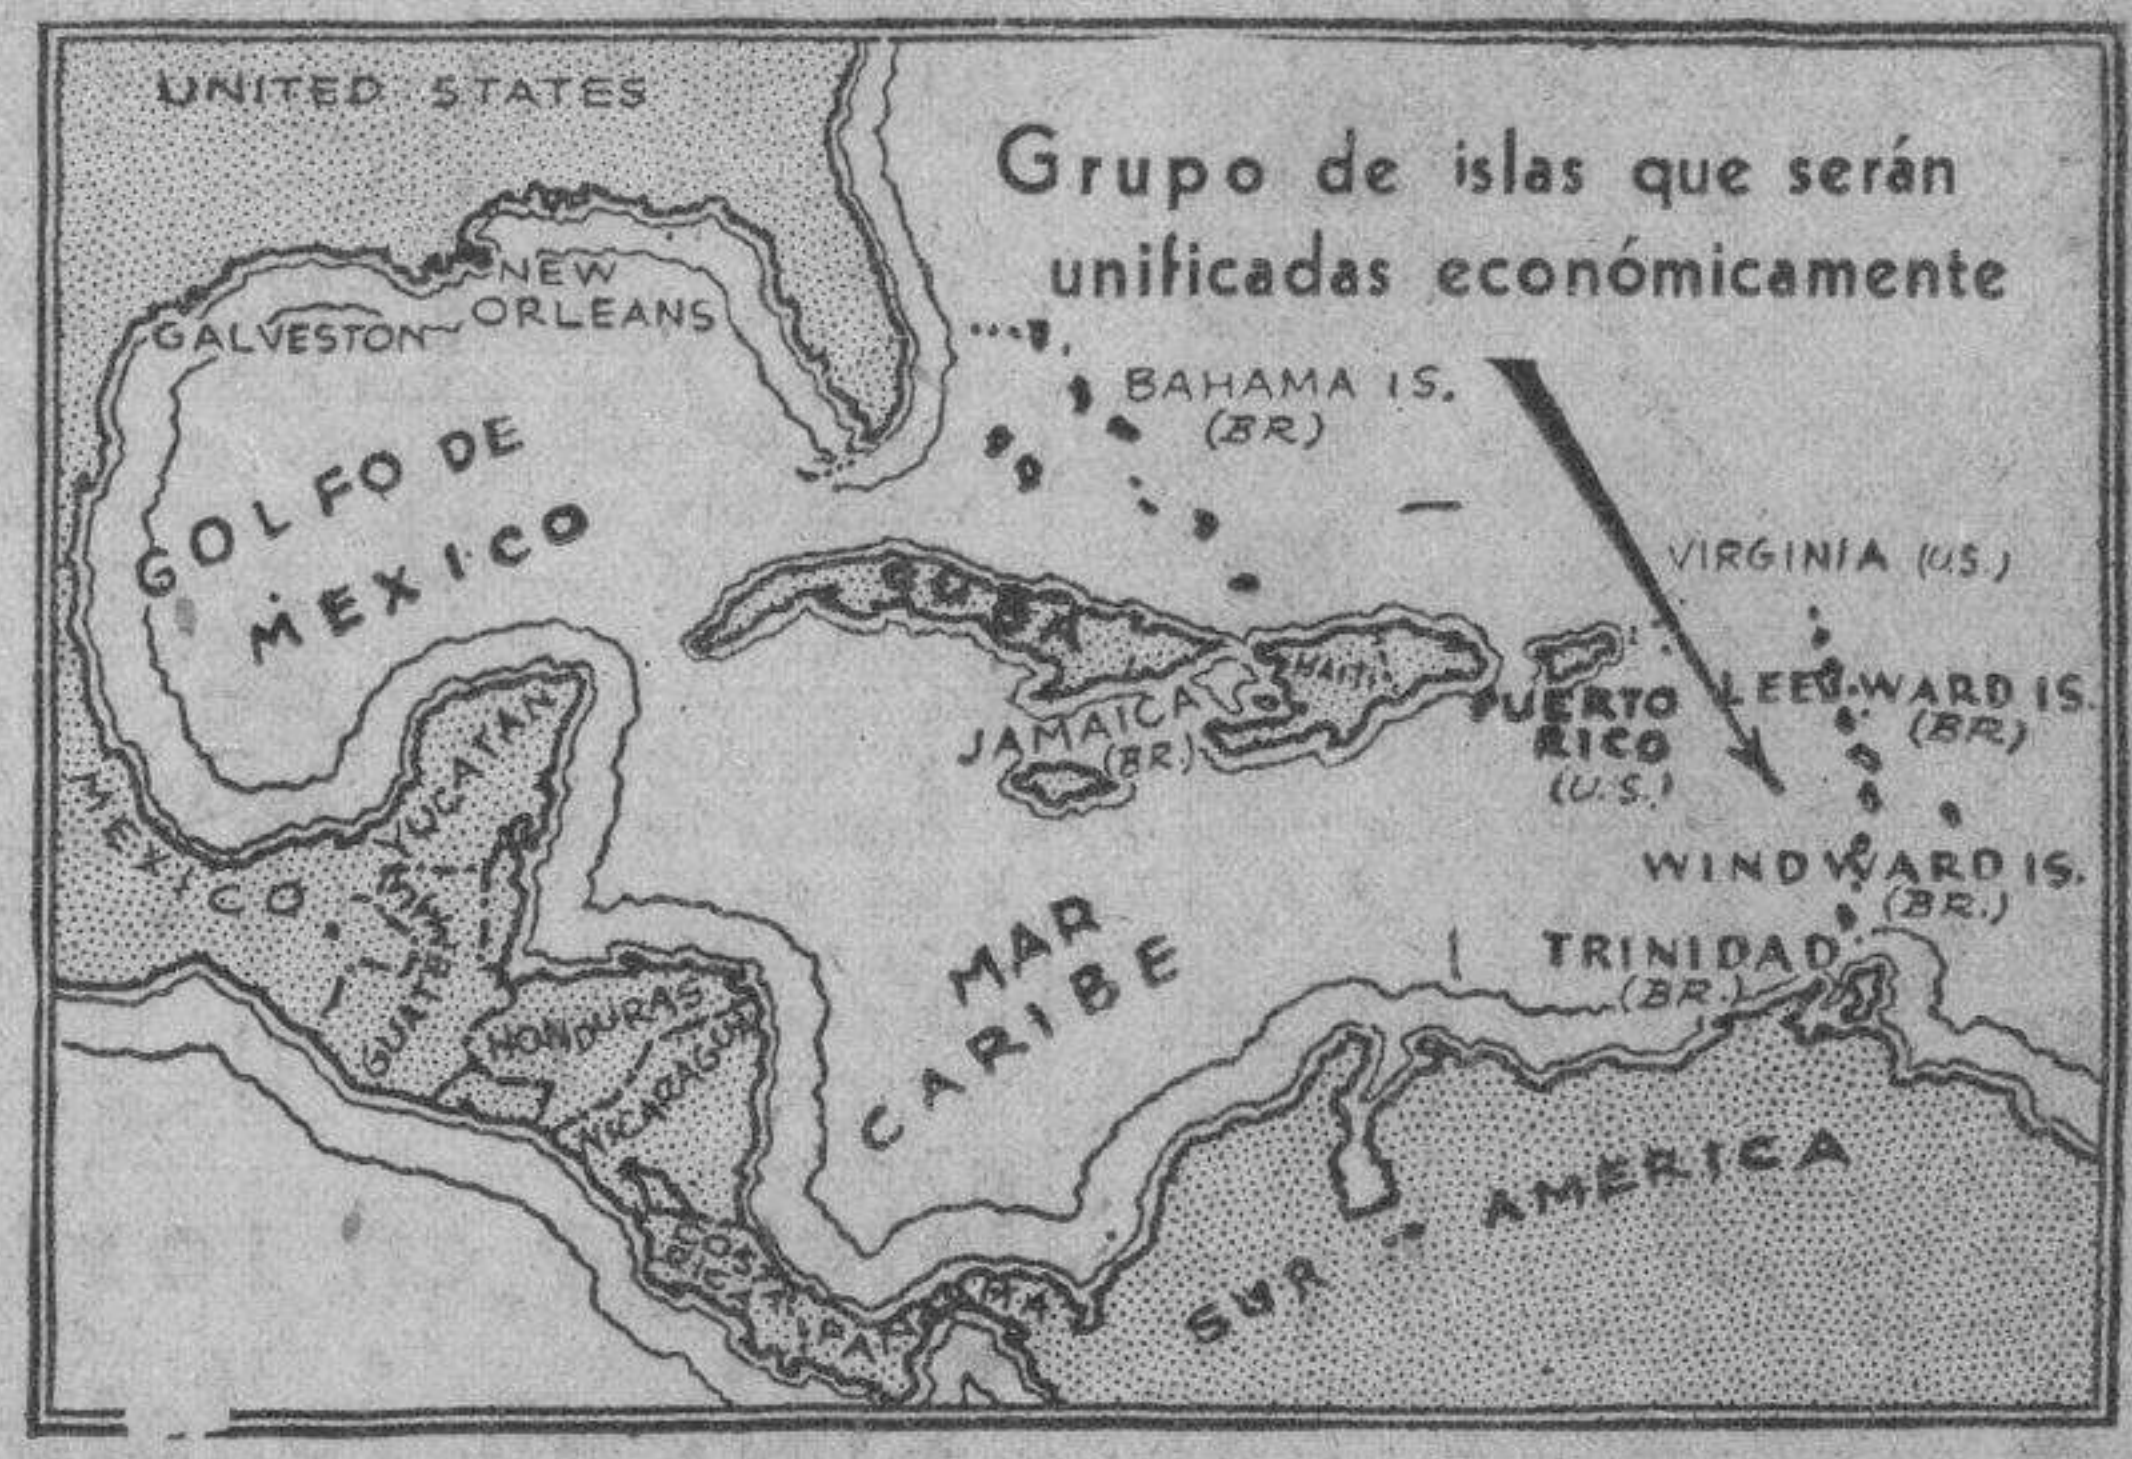 UNITED STATES
Grupo de islas que serán
unificadas económicamente
NEW
ORLEANS
GALVESTON
BAHAMA IS.
(BR)
GOLFO DE
MEXICO
VIRGINIA (U.S.)
CUBA
HAITI
PUERTO
RICO
(U.S.)
LEEWARD IS.
(BR)
JAMAICA
(BR.)
YUCATAN
MEXICO
WINDWARD IS.
(BR.)
TRINIDAD
(BR.)
MAR
CARIBE
HONDURAS
NICARAGUA
COSTA
RICA
SUR AMERICA